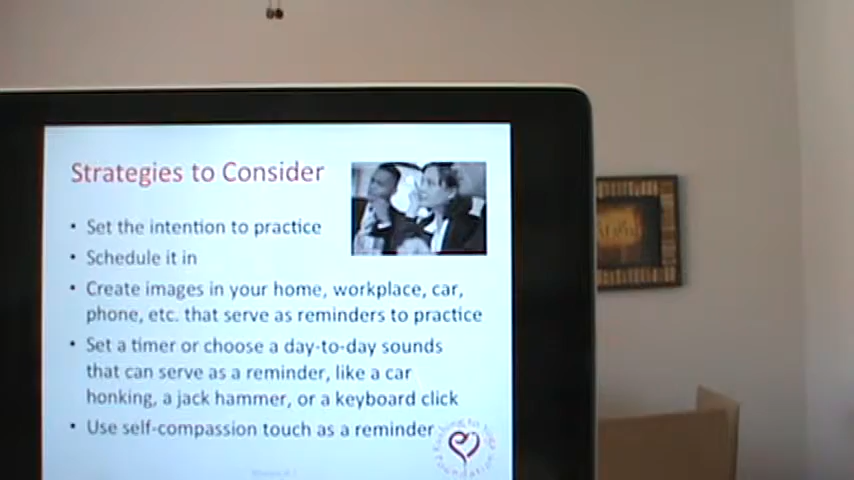 Strategies to Consider
• Set the intention to practice
• Schedule it in
• Create images in your home, workplace, car,
phone, etc. that serve as reminders to practice
• Set a timer or choose a day-to-day sounds
that can serve as a reminder, like a car
honking, a jack hammer, or a keyboard click
• Use self-compassion touch as a reminder